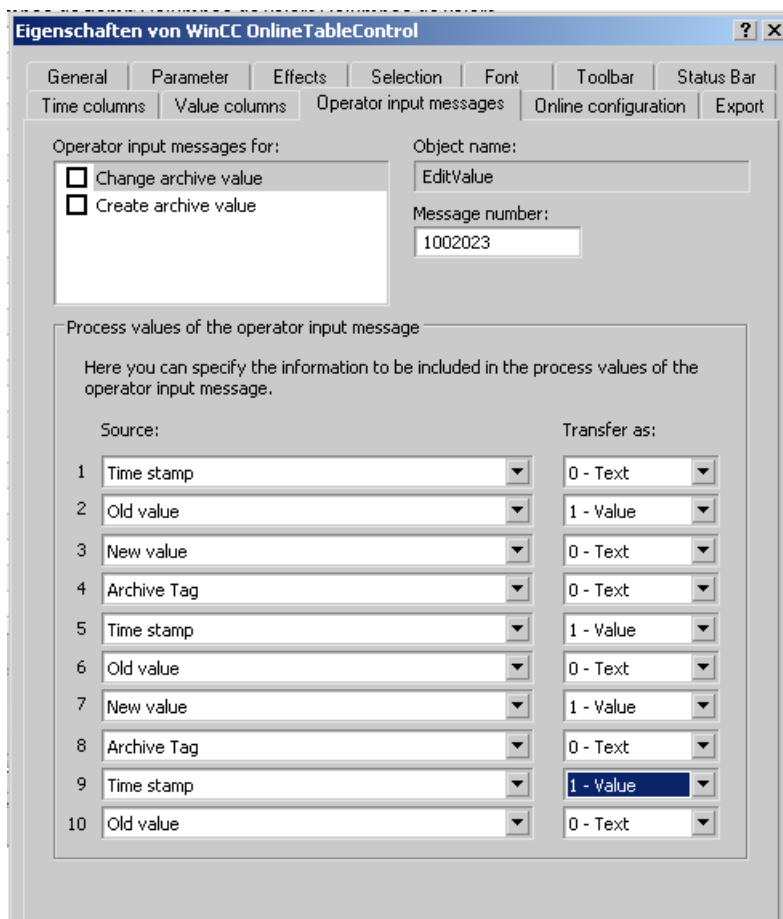 Eigenschaften von WinCC OnlineTableControl
General Parameter Effects Selection Font Toolbar Status Bar
Time columns Value columns Operator input messages Online configuration Export
Operator input messages for: Object name:
Change archive value EditValue
Create archive value Message number:
1002023
Process values of the operator input message
Here you can specify the information to be included in the process values of the
operator input message.
Source: Transfer as:
1 Time stamp 0 - Text
2 Old value 1 - Value
3 New value 0 - Text
4 Archive Tag 0 - Text
5 Time stamp 1 - Value
6 Old value 0 - Text
7 New value 1 - Value
8 Archive Tag 0 - Text
9 Time stamp 1 - Value
10 Old value 0 - Text